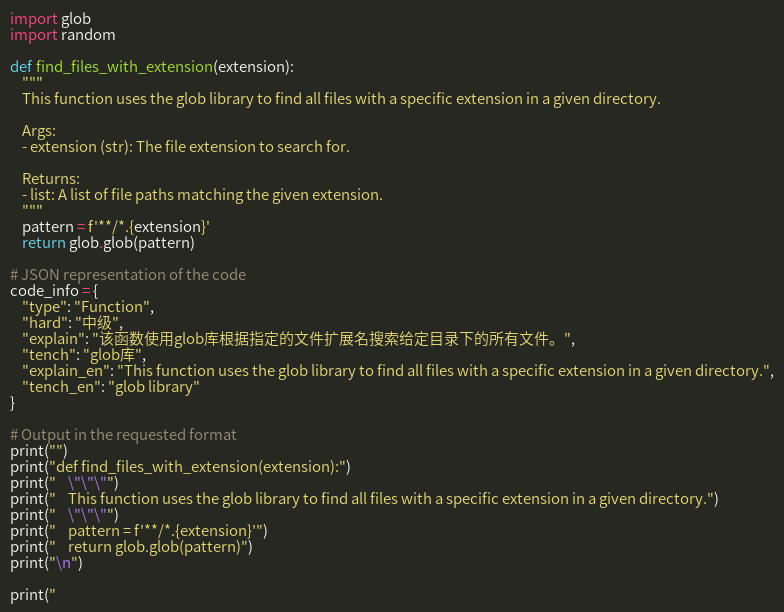 import glob
import random
def find_files_with_extension(extension):
    """
    This function uses the glob library to find all files with a specific extension in a given directory.
    Args:
    - extension (str): The file extension to search for.
    Returns:
    - list: A list of file paths matching the given extension.
    """
    pattern = f'**/*.{extension}'
    return glob.glob(pattern)
# JSON representation of the code
code_info = {
    "type": "Function",
    "hard": "中级",
    "explain": "该函数使用glob库根据指定的文件扩展名搜索给定目录下的所有文件。",
    "tench": "glob库",
    "explain_en": "This function uses the glob library to find all files with a specific extension in a given directory.",
    "tench_en": "glob library"
}
# Output in the requested format
print("")
print("def find_files_with_extension(extension):")
print("    \"\"\"")
print("    This function uses the glob library to find all files with a specific extension in a given directory.")
print("    \"\"\"")
print("    pattern = f'**/*.{extension}'")
print("    return glob.glob(pattern)")
print("\n")
print("